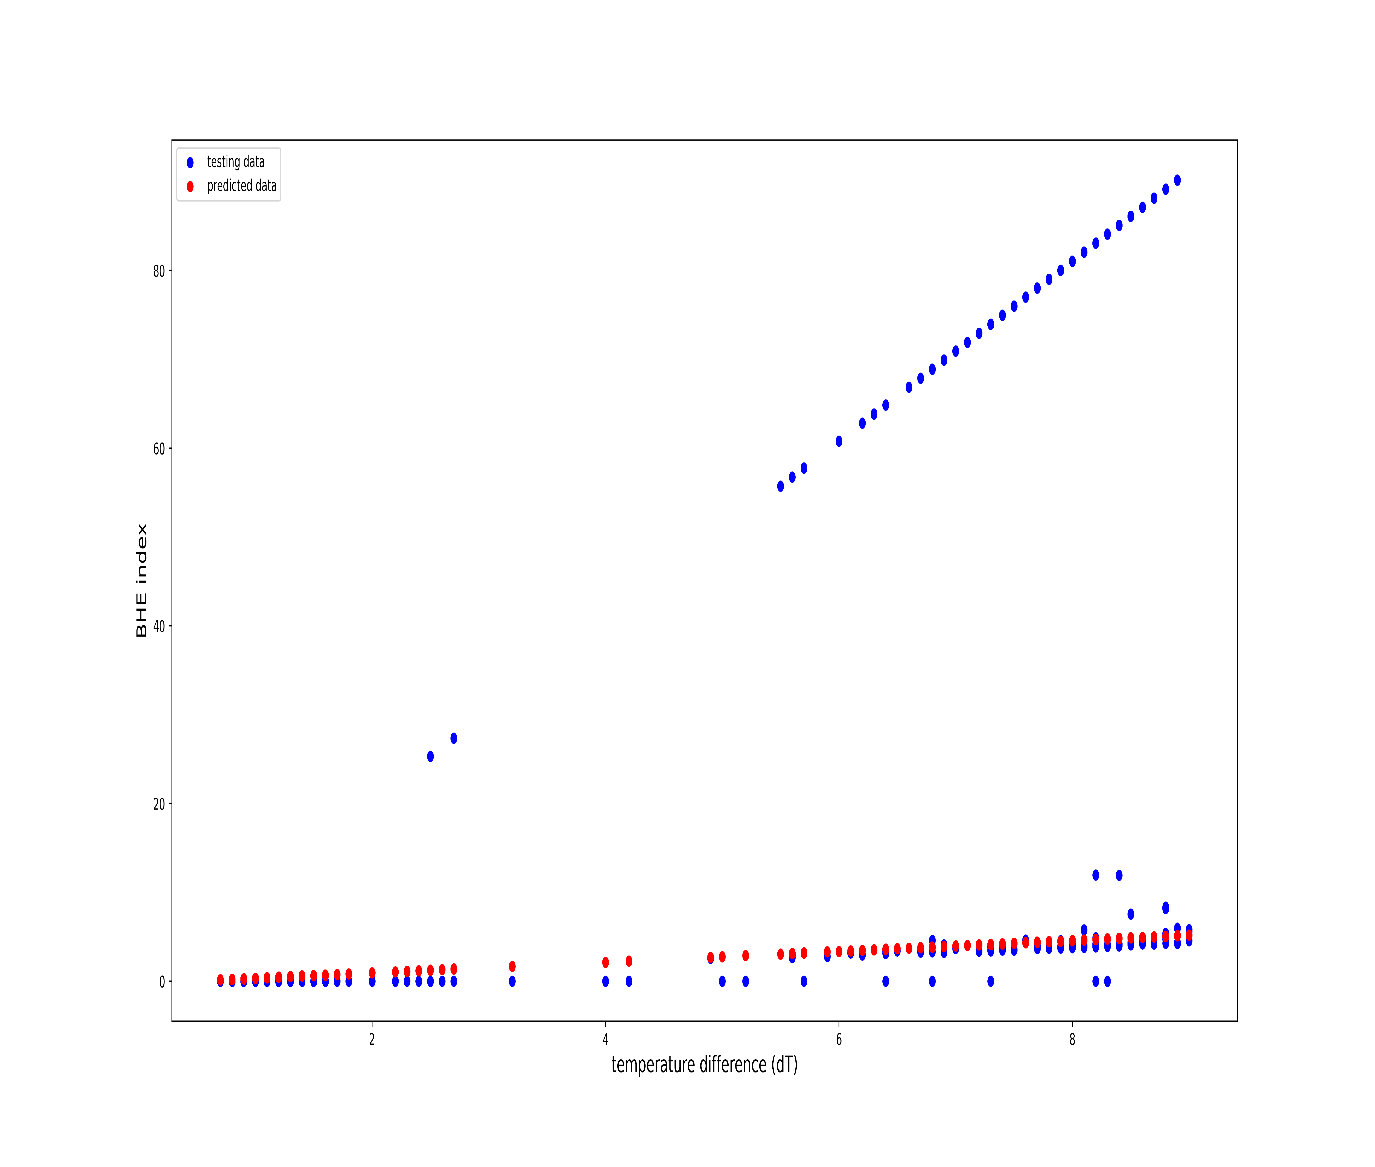 testing data
predicted data
80
60
40
20
0
BHE index
2
4
6
8
temperature difference (dT)